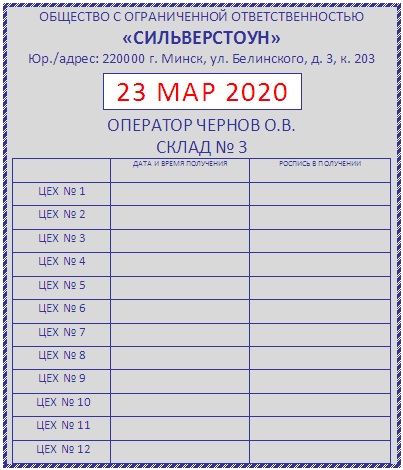 ОБЩЕСТВО С ОГРАНИЧЕННОЙ ОТВЕТСТВЕННОСТЬЮ
«СИЛЬВЕРСТОУН»
Юр./адрес: 220000 г. Минск, ул. Белинского, д. 3, к. 203
23 МАР 2020
ОПЕРАТОР ЧЕРНОВ О.В.
СКЛАД № 3
ДАТА И ВРЕМЯ ПОЛУЧЕНИЯ РОСПИСЬ В ПОЛУЧЕНИИ
ЦЕХ № 1
ЦЕХ № 2
ЦЕХ № 3
ЦЕХ № 4
ЦЕХ № 5
ЦЕХ № 6
ЦЕХ № 7
ЦЕХ № 8
ЦЕХ № 9
ЦЕХ № 10
ЦЕХ № 11
ЦЕХ № 12